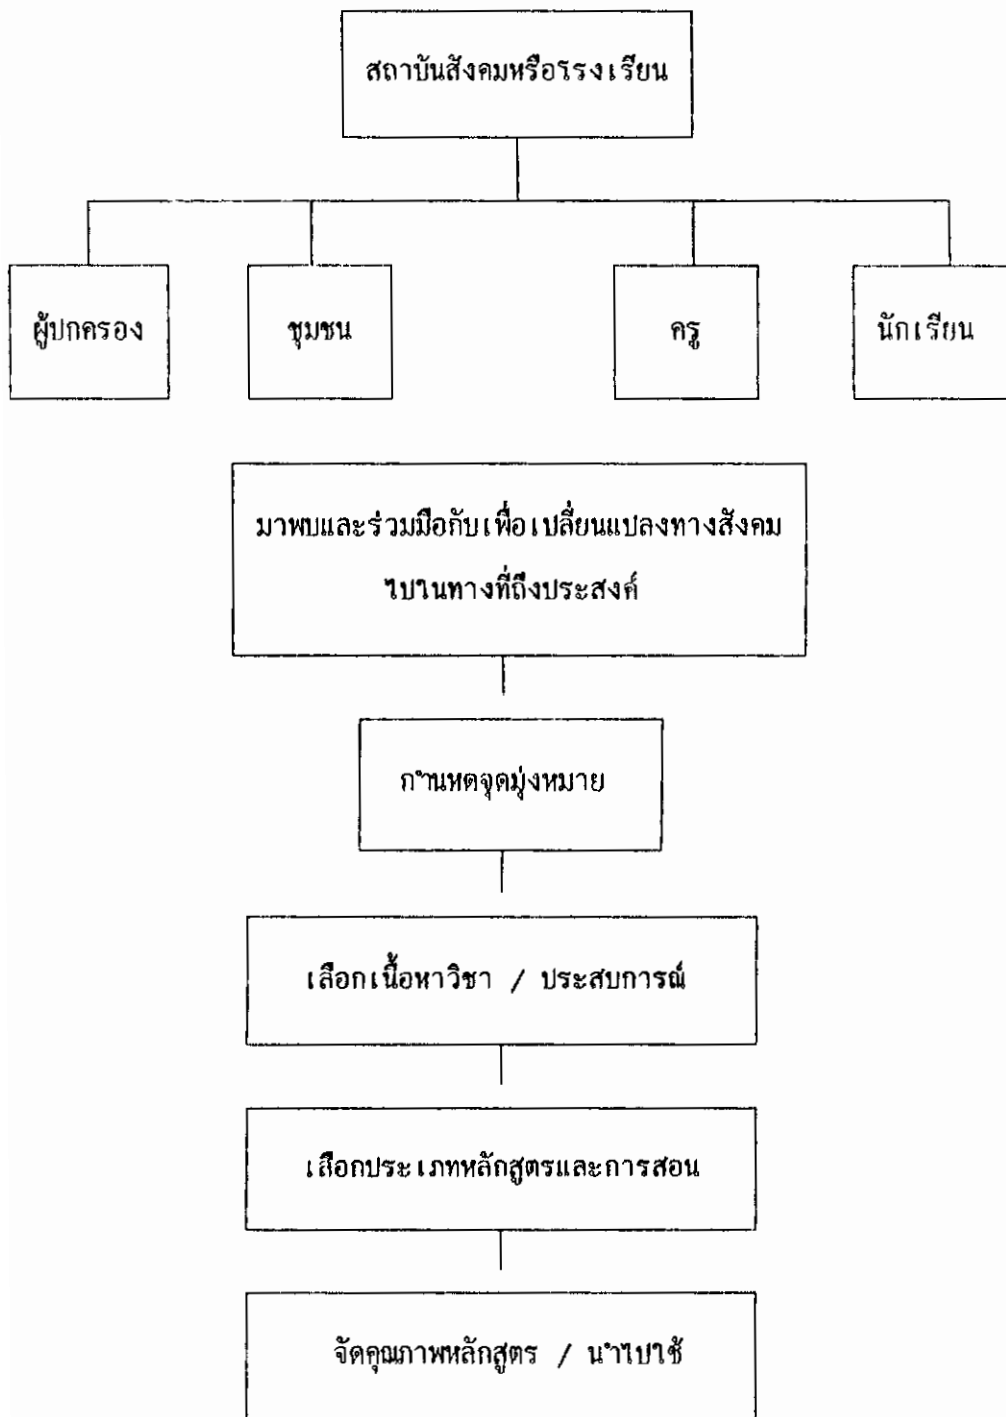 สถาบันสังคมหรือโรงเรียน
ผู้ปกครอง ชุมชน ครู นักเรียน
มาพบและร่วมมือกับเพื่อเปลี่ยนแปลงทางสังคม
ไปในทางที่ถึงประสงค์
กำนหดจุดมุ่งหมาย
เลือกเนื้อหาวิชา / ประสบการณ์
เลือกประเภทหลักสูตรและการสอน
จัดคุณภาพหลักสูตร / นำไปใช้